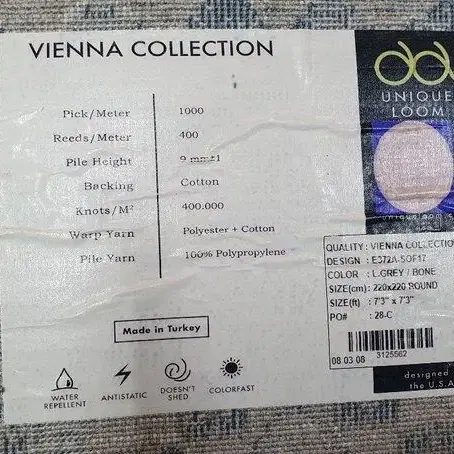 VIENNA COLLECTION
Pick/Meter 1000
Reeds/Meter 400
Pile Height 9 mm±1
Backing Cotton
Knots/M² 400.000
Warp Yarn Polyester + Cotton
Pile Yarn 100% Polypropylene
Made in Turkey
WATER REPELLENT
ANTISTATIC
DOESN'T SHED
COLORFAST
UNIQUE
LOOM
QUALITY : VIENNA COLLECTIO
DESIGN : E372A-SOF17
COLOR : L.GREY / BONE
SIZE(cm): 220x220 ROUND
SIZE(ft) : 7'3" x 7'3"
PO# : 28-C
08 03 08 3125562
designed
the U.S.A